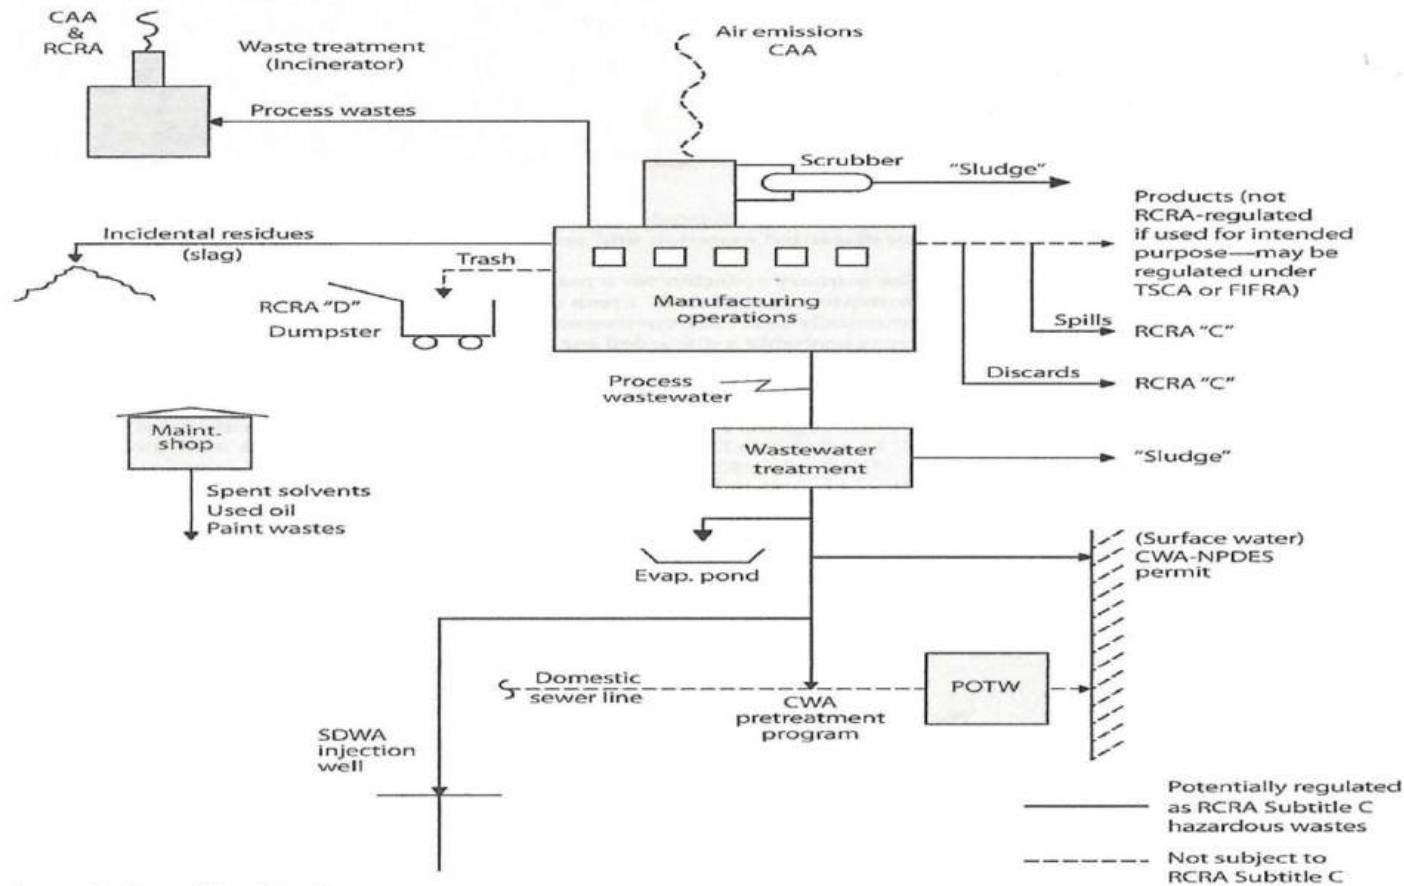 CAA
&
RCRA
Waste treatment
(Incinerator)
Process wastes
Air emissions
CAA
Scrubber
"Sludge"
Products (not
RCRA-regulated
if used for intended
purpose—may be
regulated under
TSCA or FIFRA)
Incidental residues
(slag)
Trash
RCRA "D"
Dumpster
Manufacturing
operations
Spills
RCRA "C"
Discards
RCRA "C"
Process
wastewater
Maint.
shop
Wastewater
treatment
"Sludge"
Spent solvents
Used oil
Paint wastes
(Surface water)
CWA-NPDES
permit
Evap. pond
Domestic
sewer line
POTW
CWA
pretreatment
program
SDWA
injection
well
Potentially regulated
as RCRA Subtitle C
hazardous wastes
Not subject to
RCRA Subtitle C